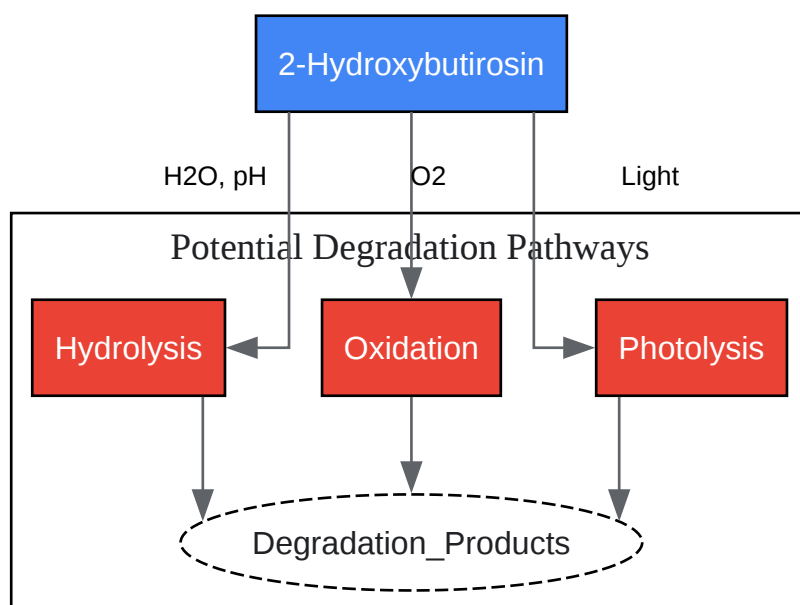 2-Hydroxybutirosin
H2O, pH
O2
Light
Potential Degradation Pathways
Hydrolysis
Oxidation
Photolysis
Degradation_Products